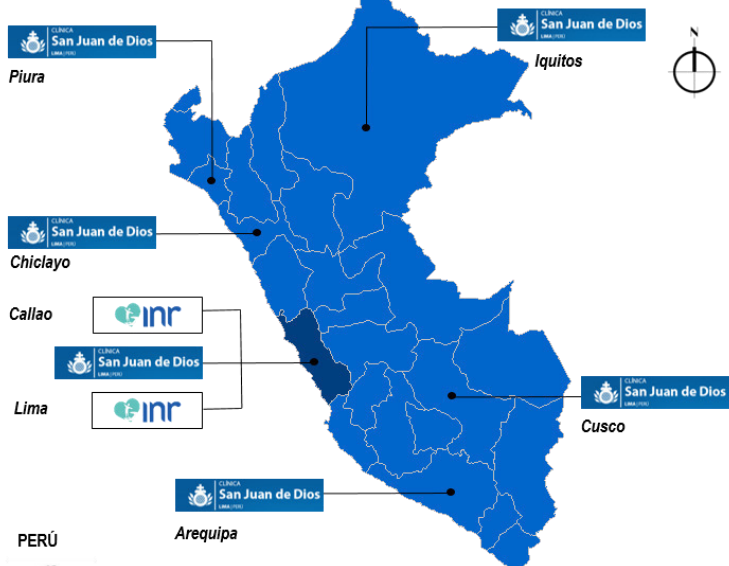 CLÍNICA
San Juan de Dios
LIMA | PERÚ
Piura
CLÍNICA
San Juan de Dios
LIMA | PERÚ
Iquitos
N
CLÍNICA
San Juan de Dios
LIMA | PERÚ
Chiclayo
Callao
inr
CLÍNICA
San Juan de Dios
LIMA | PERÚ
Lima
inr
CLÍNICA
San Juan de Dios
LIMA | PERÚ
Cusco
CLÍNICA
San Juan de Dios
LIMA | PERÚ
Arequipa
PERÚ